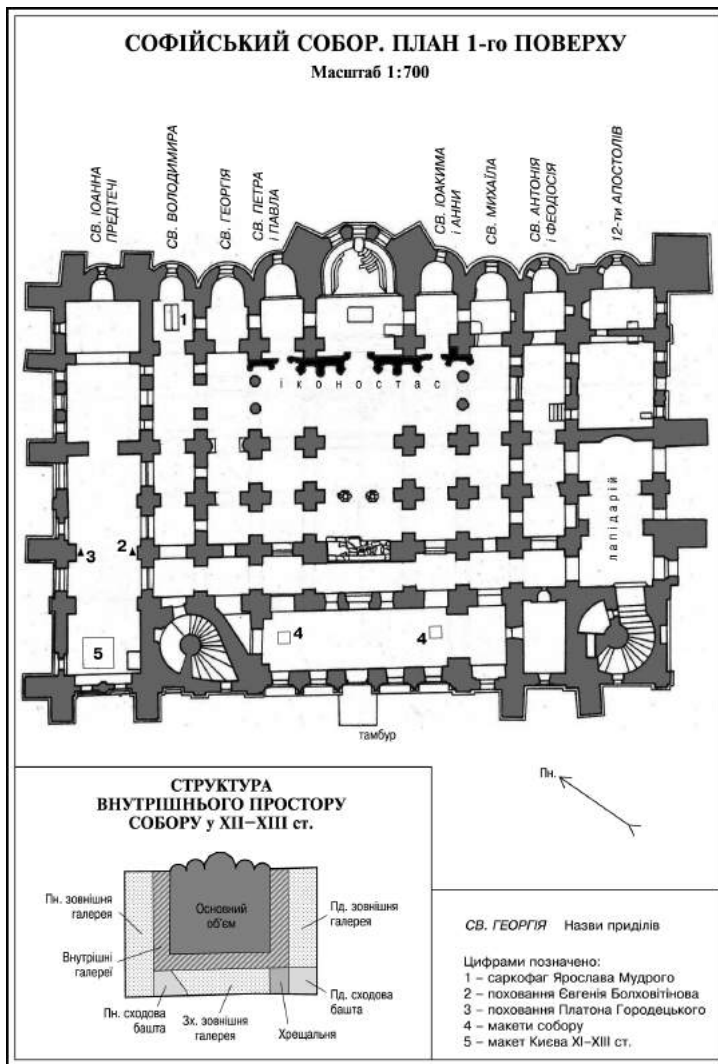 СОФІЙСЬКИЙ СОБОР. ПЛАН 1-го ПОВЕРХУ
Масштаб 1:700
СВ. ІОАННА
ПРЕДТЕЧІ
СВ. ВОЛОДИМИРА
СВ. ГЕОРГІЯ
СВ. ПЕТРА
і ПАВЛА
СВ. ІОАКИМА
і АННИ
СВ. МИХАЇЛА
СВ. АНТОНІЯ
і ФЕОДОСІЯ
12-ти АПОСТОЛІВ
1
іконостас
лапідарій
3
2
4
4
5
тамбур
Пн.
СТРУКТУРА
ВНУТРІШНЬОГО ПРОСТОРУ
СОБОРУ у XII–XIII ст.
Пн. зовнішня
галерея
Основний
об'єм
Пд. зовнішня
галерея
Внутрішні
галереї
Пн. сходова
башта
Зх. зовнішня
галерея
Хрещальня
Пд. сходова
башта
СВ. ГЕОРГІЯ Назви приділів
Цифрами позначено:
1 – саркофаг Ярослава Мудрого
2 – поховання Євгенія Болховітінова
3 – поховання Платона Городецького
4 – макети собору
5 – макет Києва XI–XIII ст.